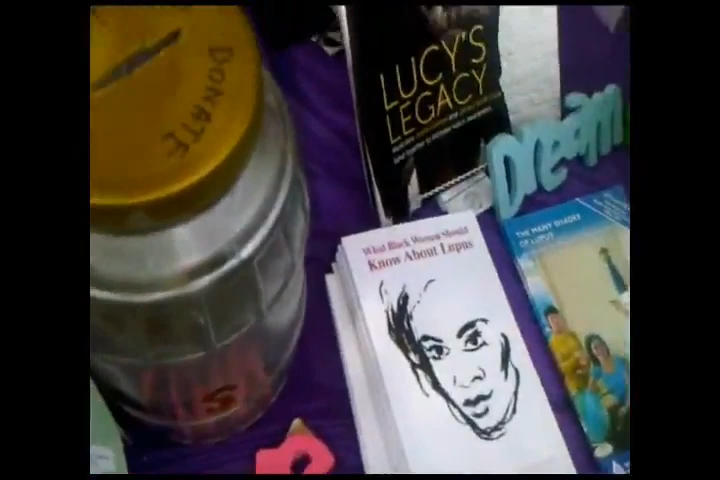 DONATE
LUCY'S
LEGACY
Dream
What Black Women Should
Know About Lupus
THE MANY SHADES
OF LUPUS